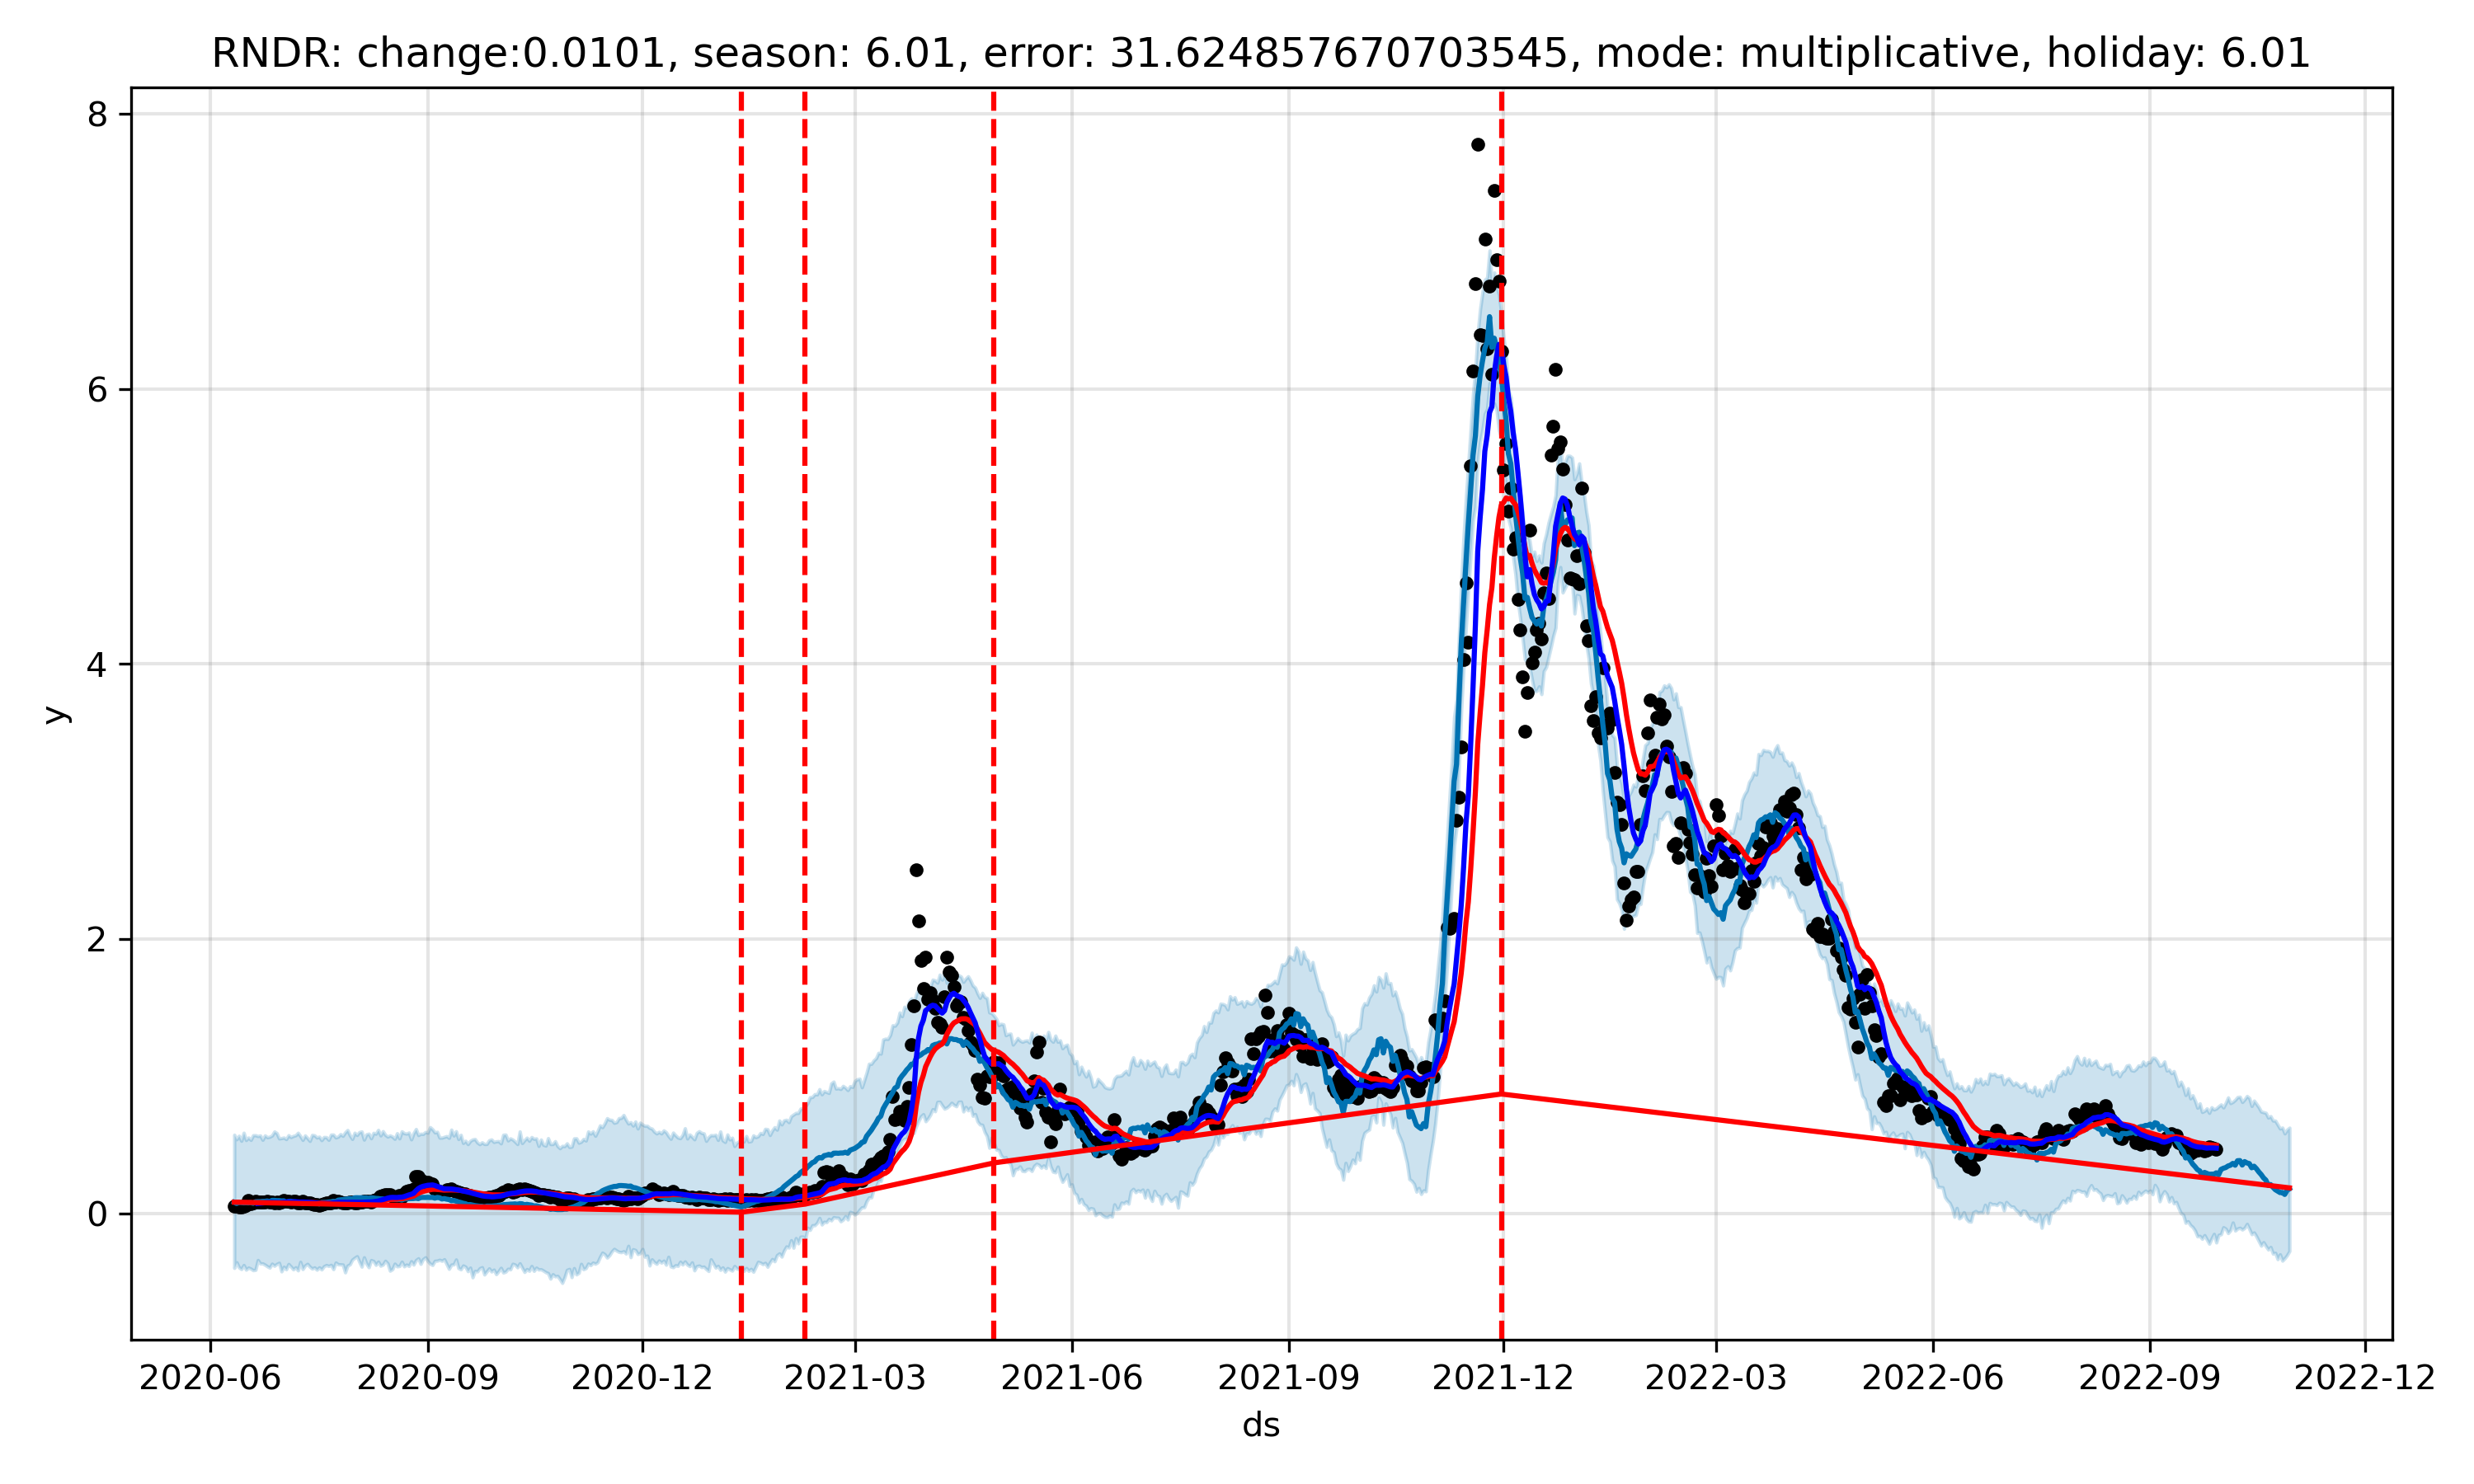 RNDR: change:0.0101, season: 6.01, error: 31.624857670703545, mode: multiplicative, holiday: 6.01
8
6
4
2
0
y
2020-06 2020-09 2020-12 2021-03 2021-06 2021-09 2021-12 2022-03 2022-06 2022-09 2022-12
ds